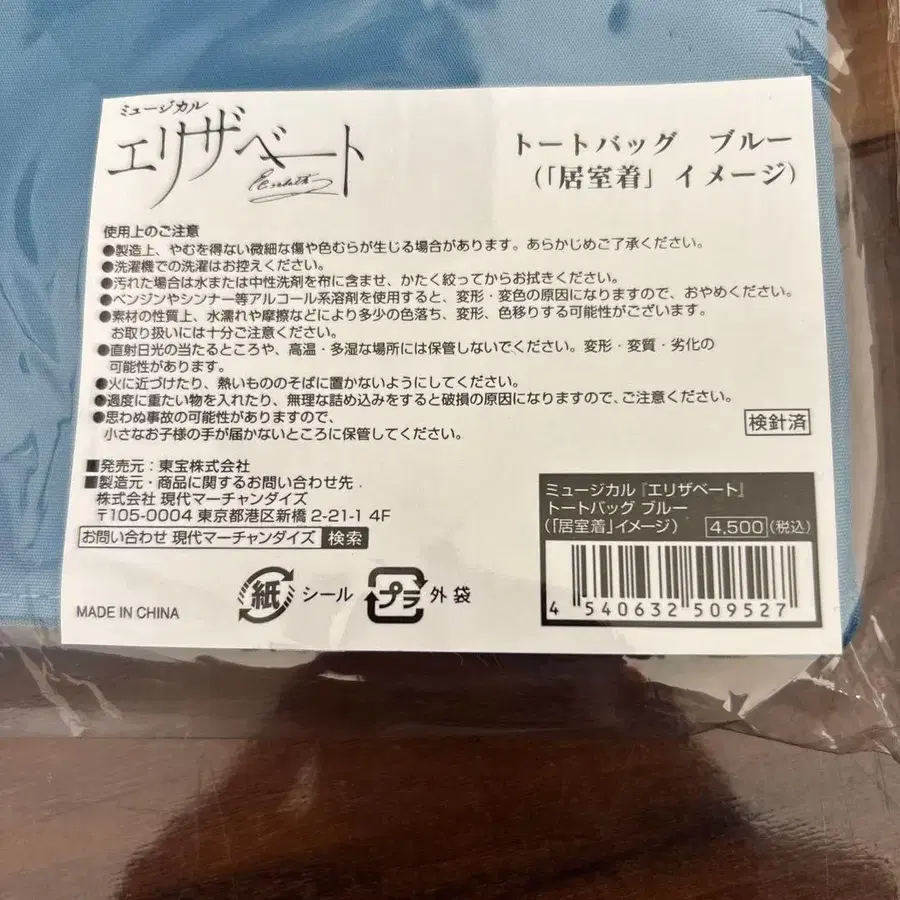 ミュージカル
エリザベート
Elisabeth
トートバッグ ブルー
(「居室着」イメージ)
使用上のご注意
●製造上、やむを得ない微細な傷や色むらが生じる場合があります。あらかじめご了承ください。
●洗濯機での洗濯はお控えください。
●汚れた場合は水または中性洗剤を布に含ませ、かたく絞ってからお拭きください。
●ベンジンやシンナー等アルコール系溶剤を使用すると、変形・変色の原因になりますので、おやめください。
●素材の性質上、水濡れや摩擦などにより多少の色落ち、変形、色移りする可能性がございます。
お取り扱いには十分ご注意ください。
●直射日光の当たるところや、高温・多湿な場所には保管しないでください。変形・変質・劣化の
可能性があります。
●火に近づけたり、熱いもののそばに置かないようにしてください。
●過度に重たい物を入れたり、無理な詰め込みをすると破損の原因になりますので、ご注意ください。
●思わぬ事故の可能性がありますので、
小さなお子様の手が届かないところに保管してください。
検針済
■発売元：東宝株式会社
■製造元・商品に関するお問い合わせ先
株式会社 現代マーチャンダイズ
〒105-0004 東京都港区新橋 2-21-1 4F
お問い合わせ 現代マーチャンダイズ 検索
ミュージカル『エリザベート』
トートバッグ ブルー
(「居室着」イメージ) 4,500(税込)
4 540632 509527
MADE IN CHINA
紙 シール プラ 外袋